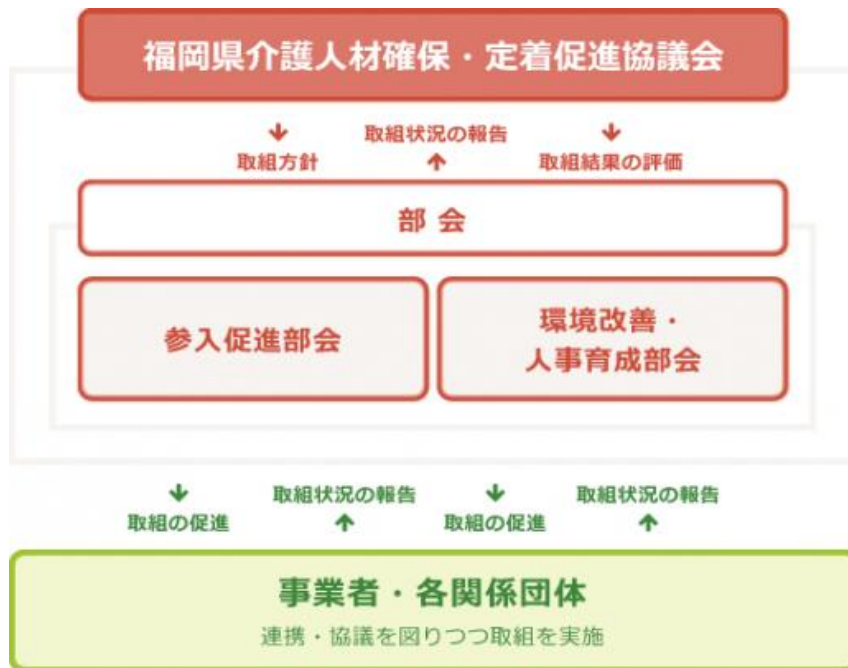 福岡県介護人材確保・定着促進協議会
↓ 取組状況の報告 ↓
取組方針 ↑ 取組結果の評価
部 会
参入促進部会
環境改善・
人事育成部会
↓ 取組状況の報告 ↓ 取組状況の報告
取組の促進 ↑ 取組の促進 ↑
事業者・各関係団体
連携・協議を図りつつ取組を実施